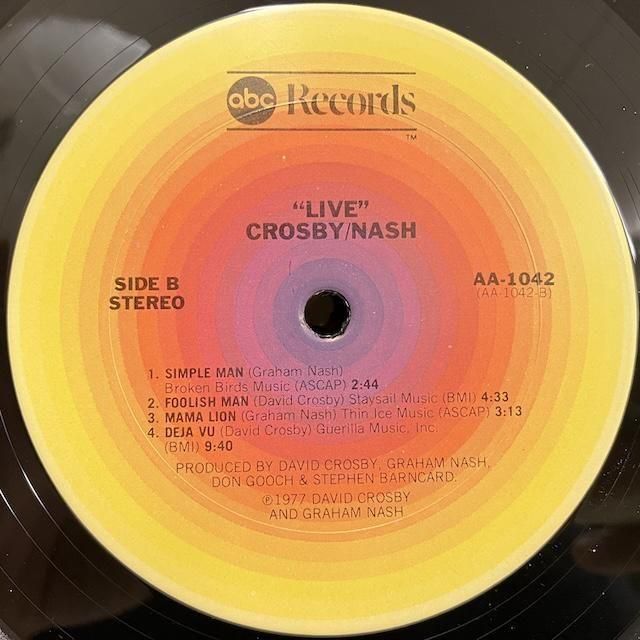 abc Records
TM
"LIVE"
CROSBY/NASH
SIDE B
STEREO
AA-1042
(AA-1042-B)
1. SIMPLE MAN (Graham Nash)
Broken Birds Music (ASCAP) 2:44
2. FOOLISH MAN (David Crosby) Staysail Music (BMI) 4:33
3. MAMA LION (Graham Nash) Thin Ice Music (ASCAP) 3:13
4. DEJA VU (David Crosby) Guerilla Music, Inc.
(BMI) 9:40
PRODUCED BY DAVID CROSBY, GRAHAM NASH,
DON GOOCH & STEPHEN BARNCARD.
℗1977 DAVID CROSBY
AND GRAHAM NASH